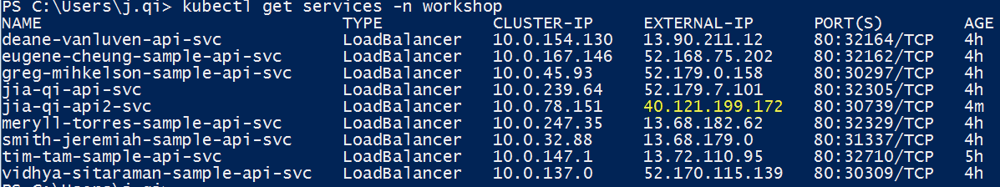 PS C:\Users\j.qi> kubectl get services -n workshop
NAME TYPE CLUSTER-IP EXTERNAL-IP PORT(S) AGE
deane-vanluven-api-svc LoadBalancer 10.0.154.130 13.90.211.12 80:32164/TCP 4h
eugene-cheung-sample-api-svc LoadBalancer 10.0.167.146 52.168.75.202 80:32162/TCP 4h
greg-mihkelson-sample-api-svc LoadBalancer 10.0.45.93 52.179.0.158 80:30297/TCP 4h
jia-qi-api-svc LoadBalancer 10.0.239.64 52.179.7.101 80:32305/TCP 4h
jia-qi-api2-svc LoadBalancer 10.0.78.151 40.121.199.172 80:30739/TCP 4m
meryll-torres-sample-api-svc LoadBalancer 10.0.247.35 13.68.182.62 80:32329/TCP 4h
smith-jeremiah-sample-api-svc LoadBalancer 10.0.32.88 13.68.179.0 80:31337/TCP 4h
tim-tam-sample-api-svc LoadBalancer 10.0.147.1 13.72.110.95 80:32710/TCP 5h
vidhya-sitaraman-sample-api-svc LoadBalancer 10.0.137.0 52.170.115.139 80:30309/TCP 4h